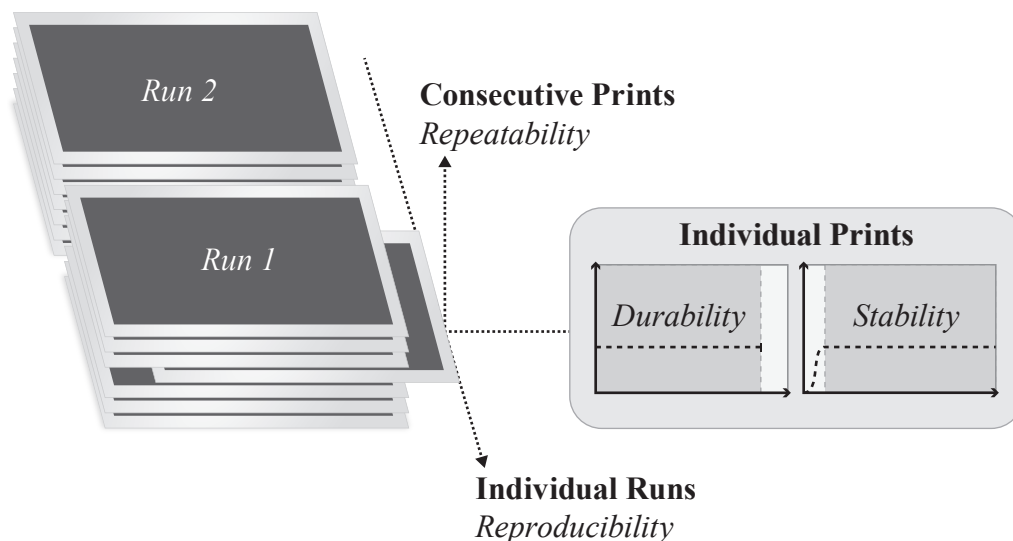 Run 2
Consecutive Prints
Repeatability
Run 1
Individual Prints
Durability
Stability
Individual Runs
Reproducibility